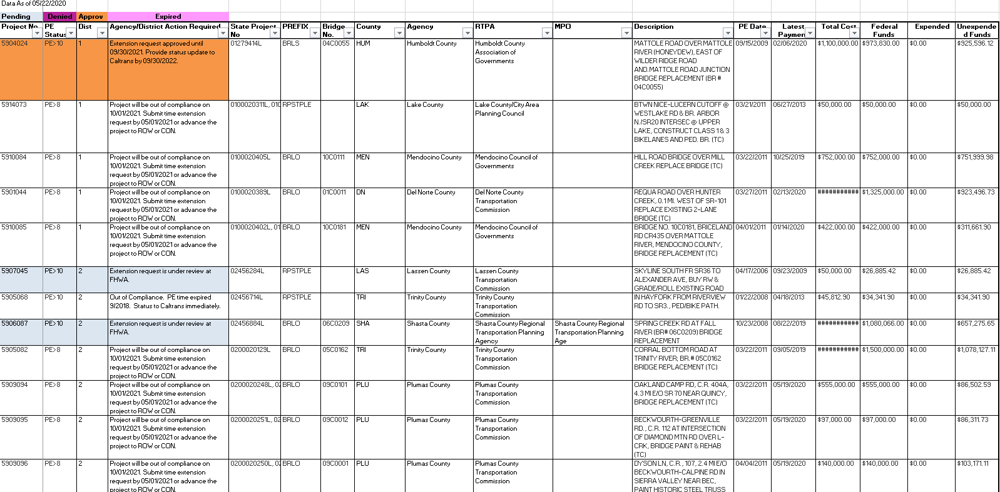 Data As of 05/22/2020
Pending Denied Approv Expired
Project No. PE Status Dist Agency/District Action Required State Project No PREFIX Bridge No. County Agency RTPA MPO Description PE Date Latest Paymen Total Cost Federal Funds Expended Unexpende d Funds
5904024 PE>10 1 Extension request approved until 01279414L BRLS 04C0055 HUM Humboldt County Humboldt County MATTOLE ROAD OVER MATTOLE 09/15/2009 02/06/2020 $1,100,000.00 $973,830.00 $0.00 $925,596.12
09/30/2021. Provide status update to Association of RIVER (HONEYDEW), EAST OF
Caltrans by 09/30/2022. Governments WILDER RIDGE ROAD
AND.MATTOLE ROAD JUNCTION
BRIDGE REPLACEMENT (BR #
04C0055)
5914073 PE>8 1 Project will be out of compliance on 0100020311L, 010 RPSTPLE LAK Lake County Lake County/City Area BTWN NICE-LUCERN CUTOFF @ 03/21/2011 06/27/2013 $50,000.00 $50,000.00 $0.00 $50,000.00
10/01/2021. Submit time extension Planning Council WESTLAKE RD & BR. ARBOR
request by 05/01/2021 or advance the N./SR20 INTERSEC @ UPPER
project to ROW or CON. LAKE, CONSTRUCT CLASS 1 & 3
BIKELANES AND PED. BR. (TC)
5910084 PE>8 1 Project will be out of compliance on 0100020405L BRLO 10C0111 MEN Mendocino County Mendocino Council of HILL ROAD BRIDGE OVER MILL 03/22/2011 10/25/2019 $752,000.00 $752,000.00 $0.00 $751,999.98
10/01/2021. Submit time extension Governments CREEK REPLACE BRIDGE (TC)
request by 05/01/2021 or advance the
project to ROW or CON.
5901044 PE>8 1 Project will be out of compliance on 0100020389L BRLO 01C0011 DN Del Norte County Del Norte County REQUA ROAD OVER HUNTER 03/27/2011 02/13/2020 ########### $1,325,000.00 $0.00 $923,496.73
10/01/2021. Submit time extension Transportation CREEK, 0.1 MI. WEST OF SR-101
request by 05/01/2021 or advance the Commission REPLACE EXISTING 2-LANE
project to ROW or CON. BRIDGE (TC)
5910085 PE>8 1 Project will be out of compliance on 0100020402L, 01 BRLO 10C0181 MEN Mendocino County Mendocino Council of BRIDGE NO. 10C0181, BRICELAND 04/01/2011 01/14/2020 $422,000.00 $422,000.00 $0.00 $311,661.90
10/01/2021. Submit time extension Governments RD CR435 OVER MATTOLE
request by 05/01/2021 or advance the RIVER, MENDOCINO COUNTY,
project to ROW or CON. BRIDGE REPLACEMENT (TC)
5907045 PE>10 2 Extension request is under review at 02456284L RPSTPLE LAS Lassen County Lassen County SKYLINE SOUTH FR SR36 TO 04/17/2006 09/23/2009 $50,000.00 $26,885.42 $0.00 $26,885.42
FHWA. Transportation ALEXANDER AVE, BUY RW &
Commission GRADE/ROLL EXISTING ROAD
5905068 PE>10 2 Out of Compliance. PE time expired 02456714L RPSTPLE TRI Trinity County Trinity County IN HAYFORK FROM RIVERVIEW 01/22/2008 04/18/2013 $45,812.90 $34,341.90 $0.00 $34,341.90
9/2018. Status to Caltrans immediately. Transportation RD TO SR3., PED/BIKE PATH.
Commission
5906087 PE>10 2 Extension request is under review at 02456884L BRLO 06C0209 SHA Shasta County Shasta County Regional Shasta County Regional SPRING CREEK RD AT FALL 10/23/2008 08/22/2019 ########### $1,080,066.00 $0.00 $657,275.65
FHWA. Transportation Planning Transportation Planning RIVER (BR# 06C0209) BRIDGE
Agency Age REPLACEMENT
5905082 PE>8 2 Project will be out of compliance on 0200020129L BRLO 05C0162 TRI Trinity County Trinity County CORRAL BOTTOM ROAD AT 03/22/2011 09/05/2019 ########### $1,500,000.00 $0.00 $1,078,127.11
10/01/2021. Submit time extension Transportation TRINITY RIVER; BR.# 05C0162
request by 05/01/2021 or advance the Commission BRIDGE REPLACEMENT (TC)
project to ROW or CON.
5909094 PE>8 2 Project will be out of compliance on 0200020248L, 02 BRLO 09C0101 PLU Plumas County Plumas County OAKLAND CAMP RD, C.R. 404A, 03/22/2011 05/19/2020 $555,000.00 $555,000.00 $0.00 $86,502.59
10/01/2021. Submit time extension Transportation 4.3 MI E/O SR 70 NEAR QUINCY,
request by 05/01/2021 or advance the Commission BRIDGE REPLACEMENT (TC)
project to ROW or CON.
5909095 PE>8 2 Project will be out of compliance on 0200020251L, 02 BRLO 09C0012 PLU Plumas County Plumas County BECKWOURTH-GREENVILLE 03/22/2011 05/19/2020 $97,000.00 $97,000.00 $0.00 $86,311.73
10/01/2021. Submit time extension Transportation RD., C.R. 112 AT INTERSECTION
request by 05/01/2021 or advance the Commission OF DIAMOND MTN RD OVER L-
project to ROW or CON. CRK, BRIDGE PAINT & REHAB
(TC)
5909096 PE>8 2 Project will be out of compliance on 0200020250L, 02 BRLO 09C0001 PLU Plumas County Plumas County DYSON LN, C.R., 107, 2.4 MI E/O 04/04/2011 05/19/2020 $140,000.00 $140,000.00 $0.00 $103,171.11
10/01/2021. Submit time extension Transportation BECKWOURTH-CALPINE RD IN
request by 05/01/2021 or advance the Commission SIERRA VALLEY NEAR BEC,
project to ROW or CON. PAINT HISTORIC STEEL TRUSS